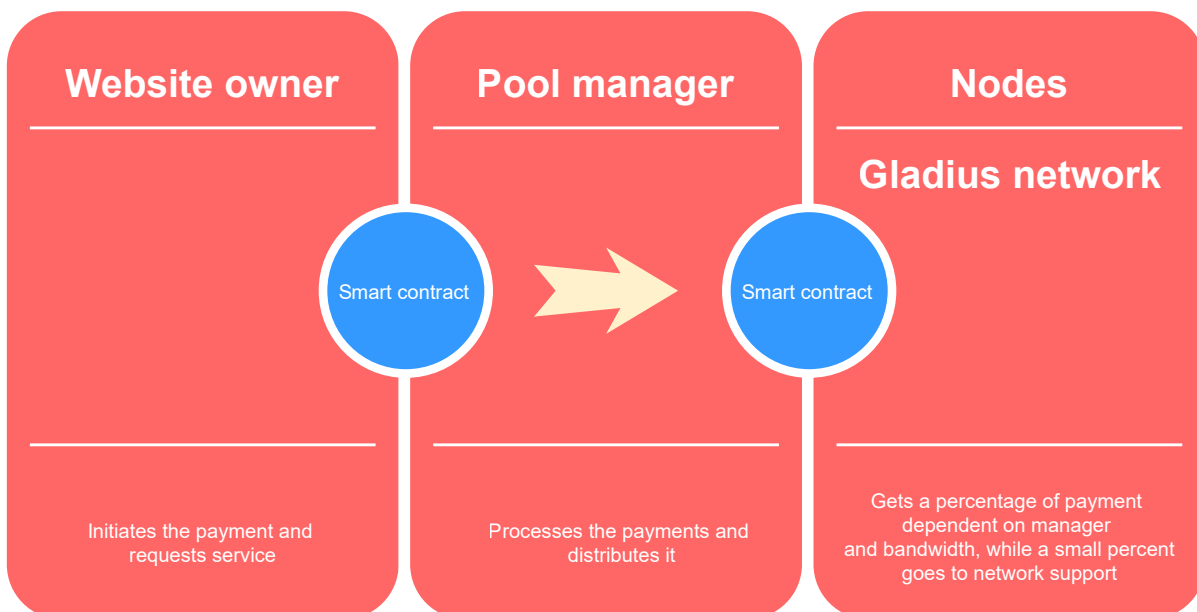 Website owner
Pool manager
Nodes
Gladius network
Smart contract
Smart contract
Initiates the payment and
requests service
Processes the payments and
distributes it
Gets a percentage of payment
dependent on manager
and bandwidth, while a small percent
goes to network support